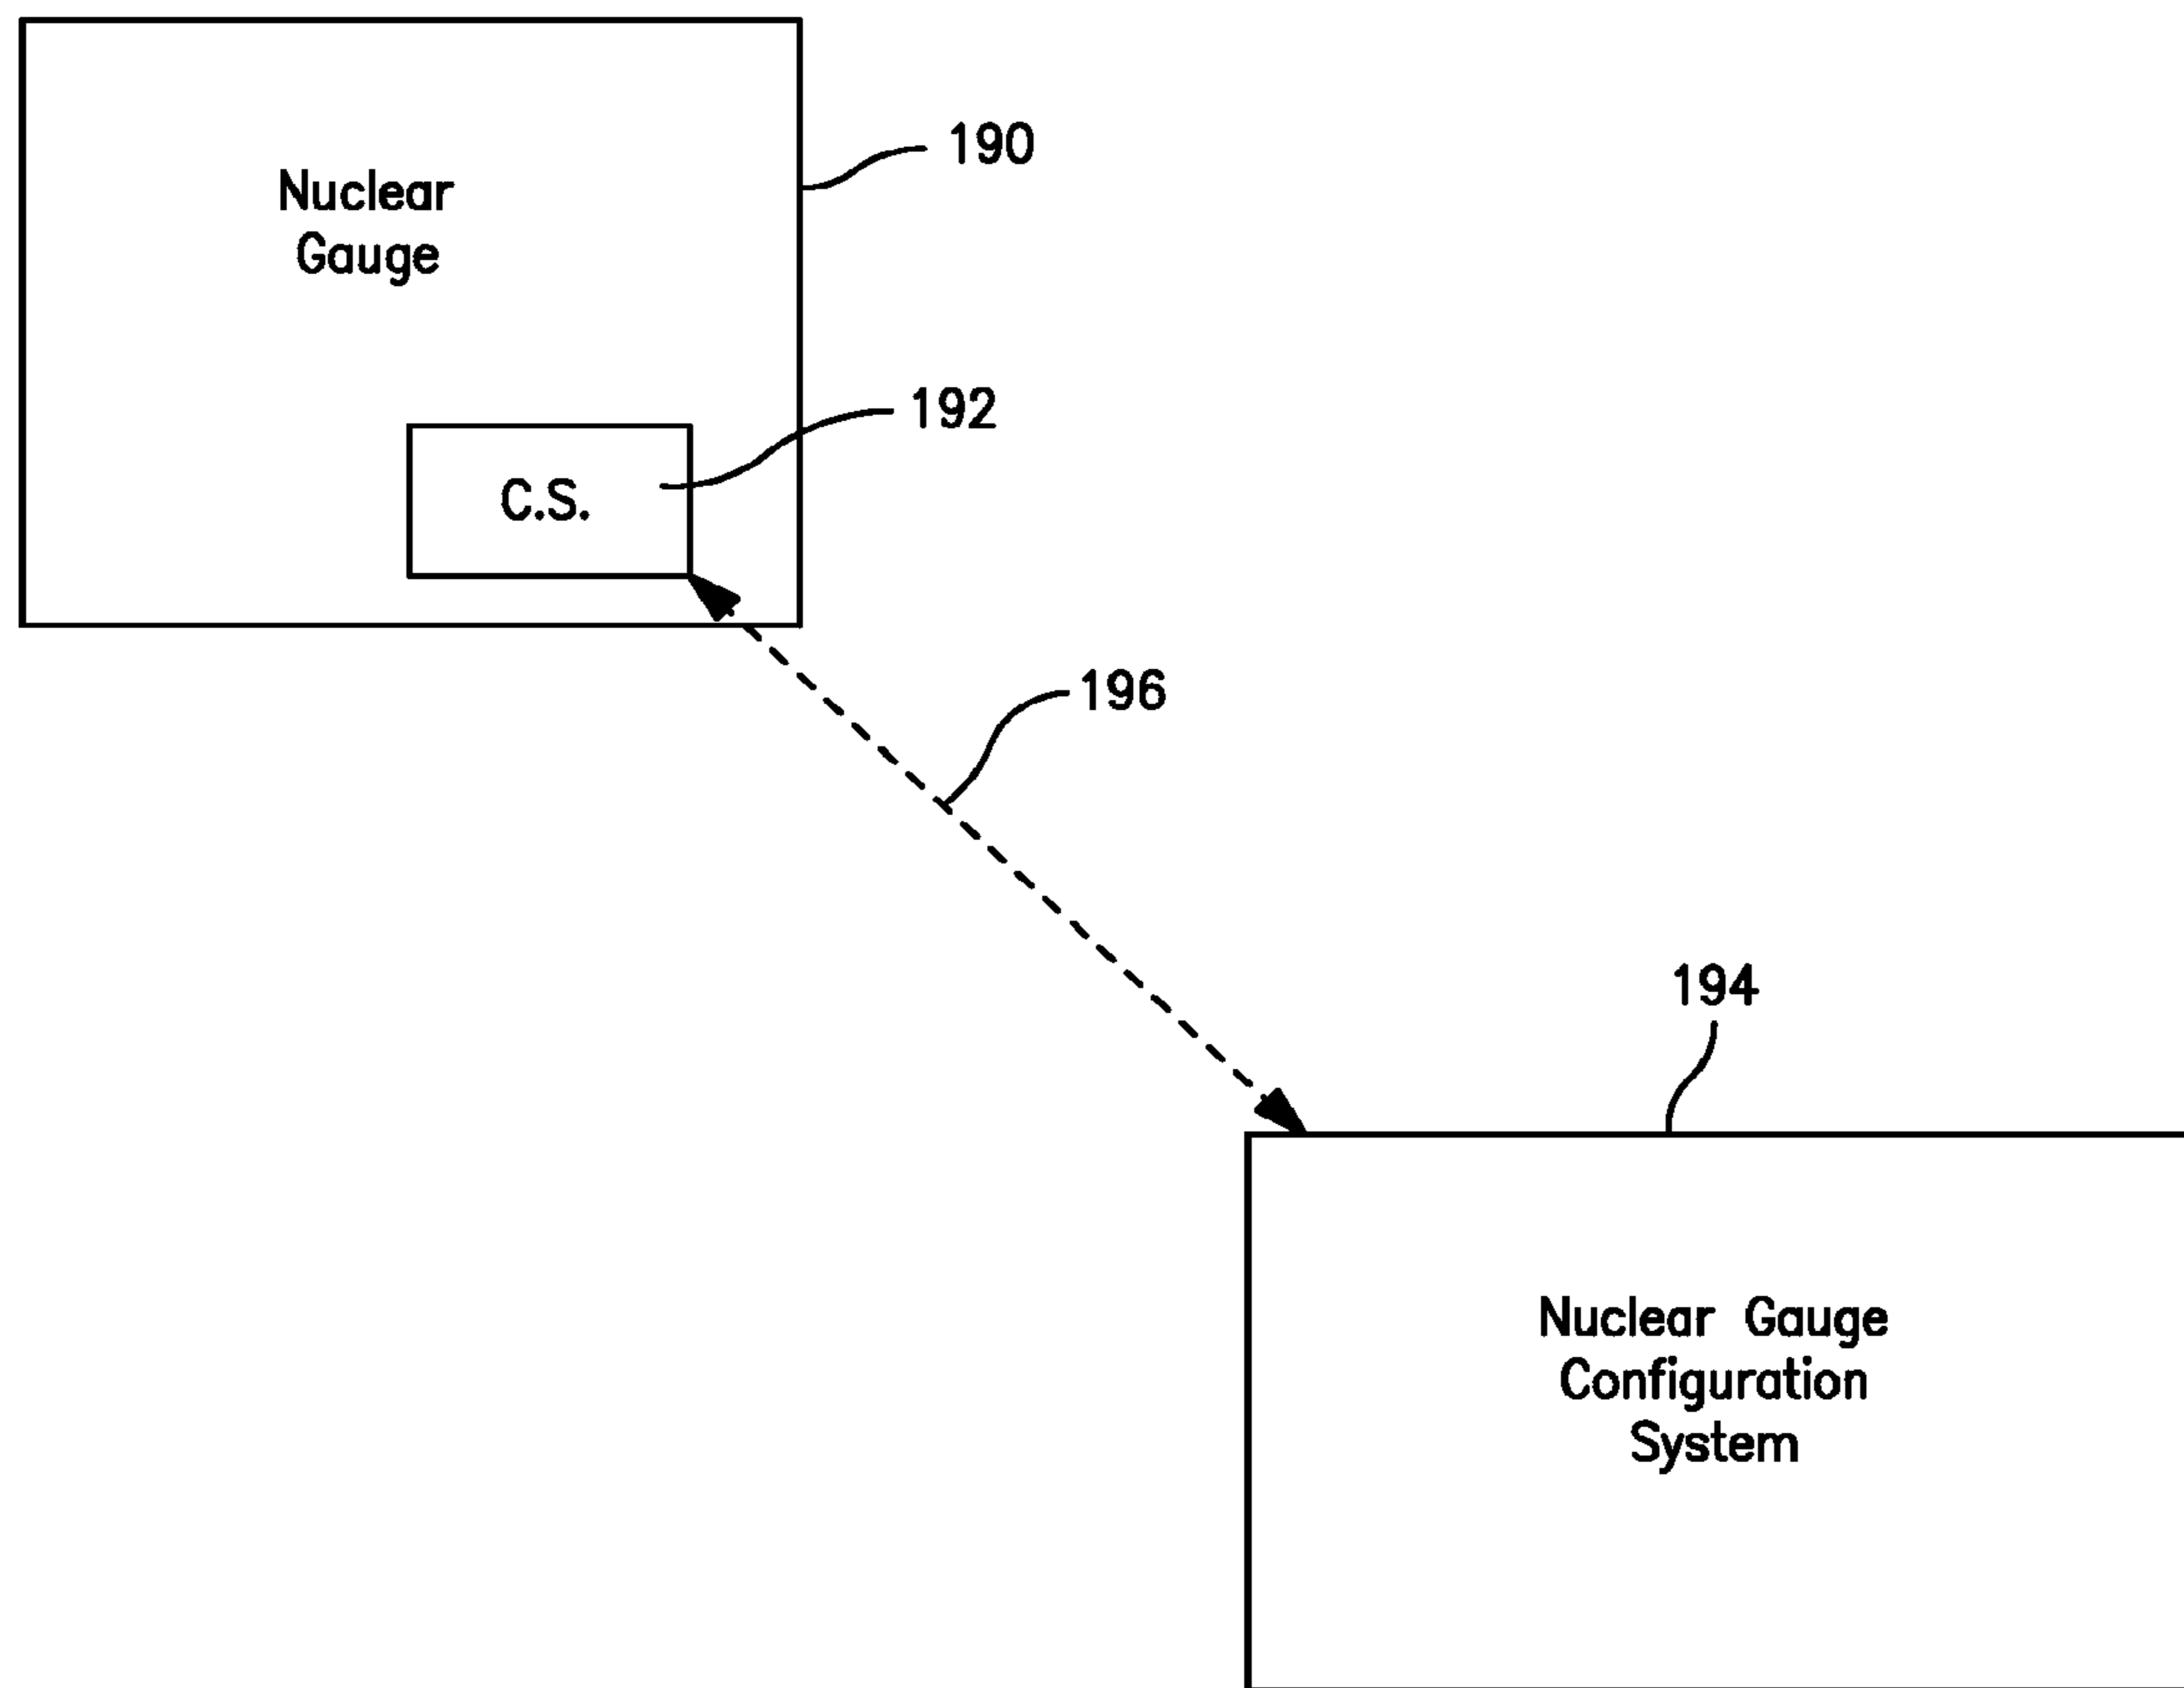 190
Nuclear
Gauge
192
C.S.
196
194
Nuclear Gauge
Configuration
System